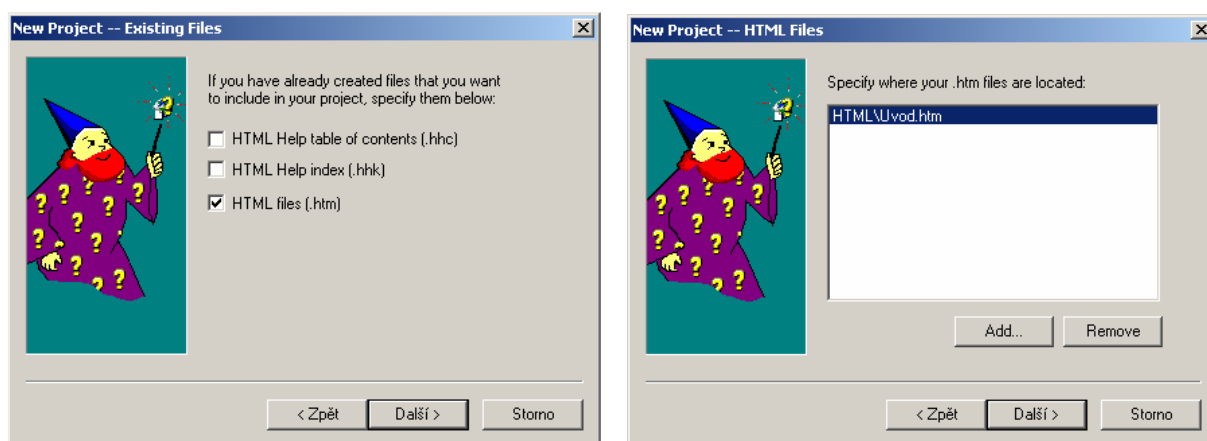 New Project -- Existing Files
If you have already created files that you want
to include in your project, specify them below:
HTML Help table of contents (.hhc)
HTML Help index (.hhk)
HTML files (.htm)
< Zpět
Další >
Storno
New Project -- HTML Files
Specify where your .htm files are located:
HTML\Uvod.htm
Add...
Remove
< Zpět
Další >
Storno